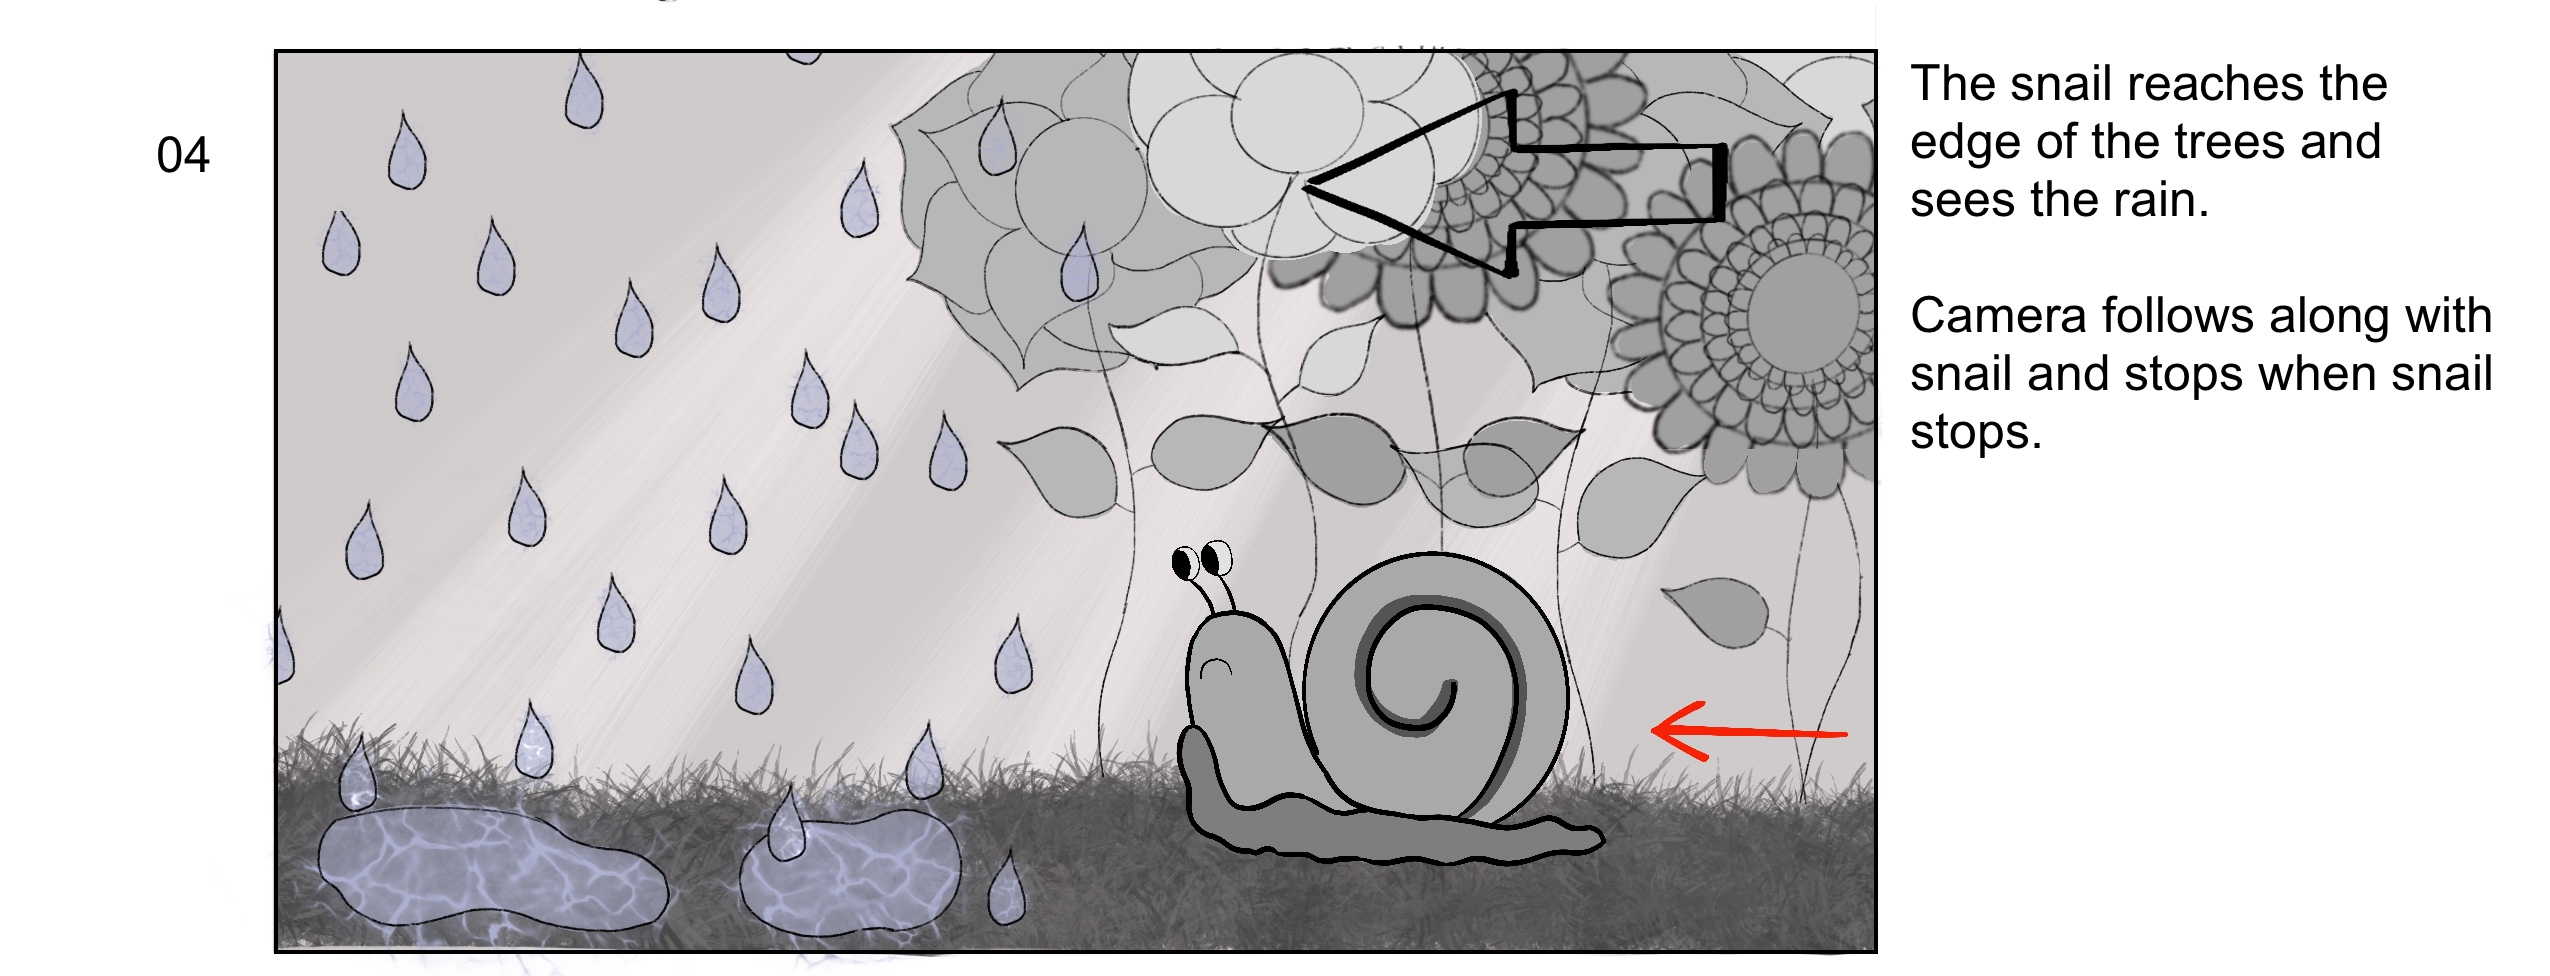 04
The snail reaches the
edge of the trees and
sees the rain.
Camera follows along with
snail and stops when snail
stops.